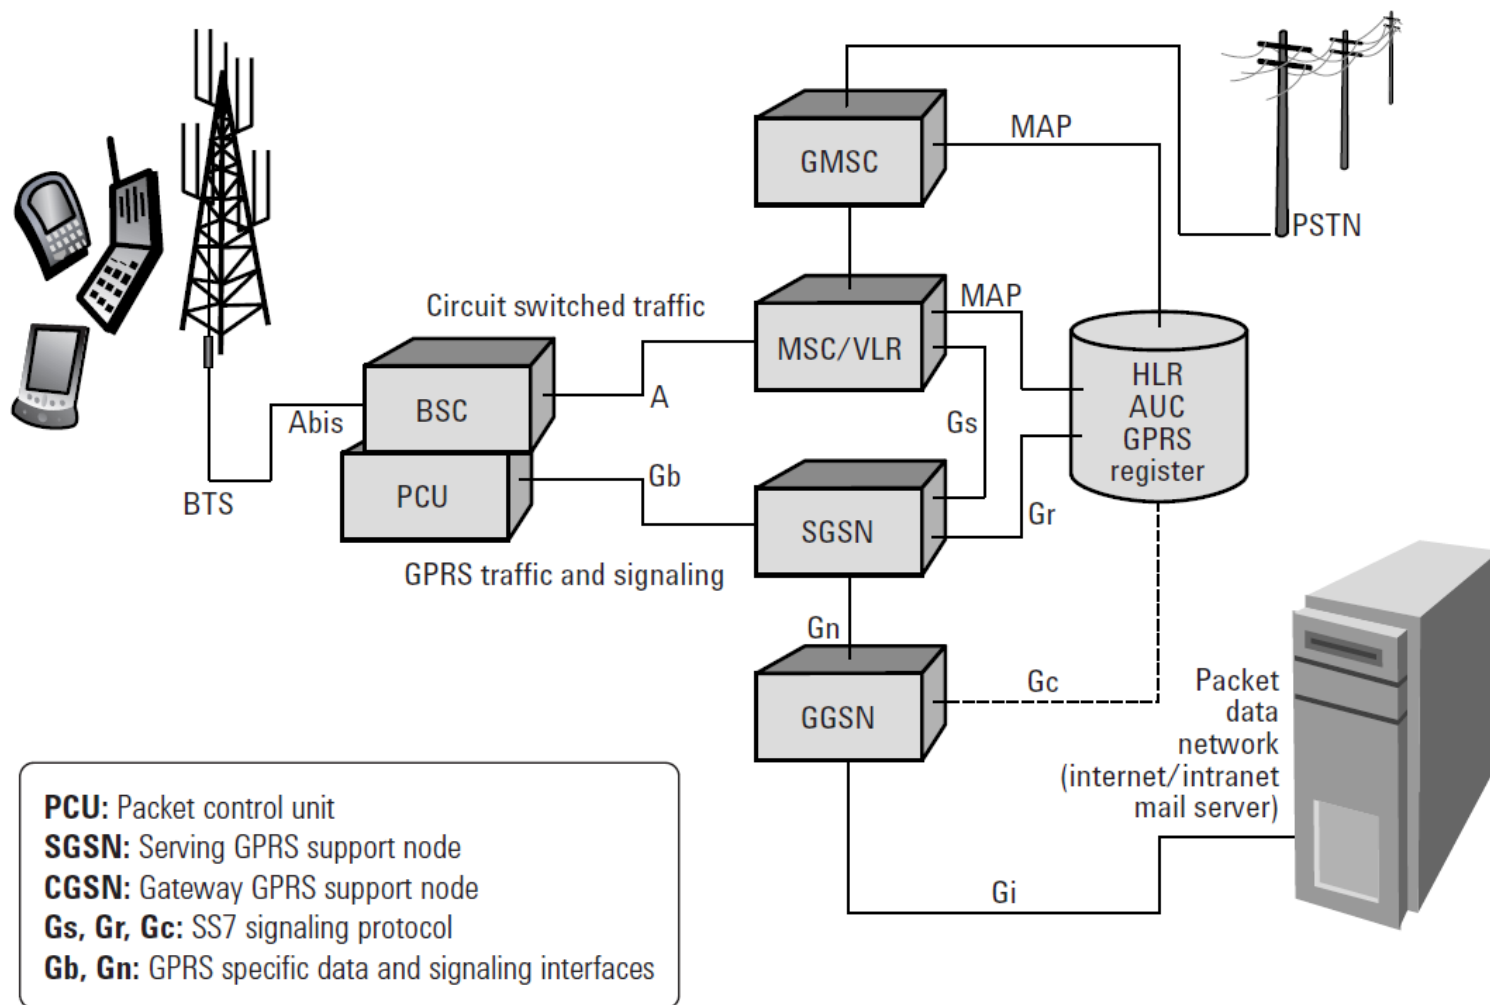 GMSC
MAP
PSTN
Circuit switched traffic
MSC/VLR
MAP
HLR
AUC
GPRS
register
BSC
A
Abis
Gs
PCU
Gb
BTS
SGSN
Gr
GPRS traffic and signaling
Gn
GGSN
Gc
Packet
data
network
(internet/intranet
mail server)
Gi
PCU: Packet control unit
SGSN: Serving GPRS support node
CGSN: Gateway GPRS support node
Gs, Gr, Gc: SS7 signaling protocol
Gb, Gn: GPRS specific data and signaling interfaces